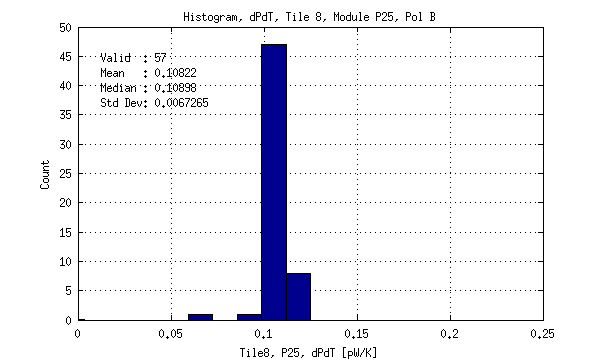 Histogram, dPdT, Tile 8, Module P25, Pol B
50
45
40
35
30
25
20
15
10
5
0
Valid : 57
Mean : 0.10822
Median : 0.10898
Std Dev: 0.0067265
Count
0 0.05 0.1 0.15 0.2 0.25
Tile8, P25, dPdT [pW/K]